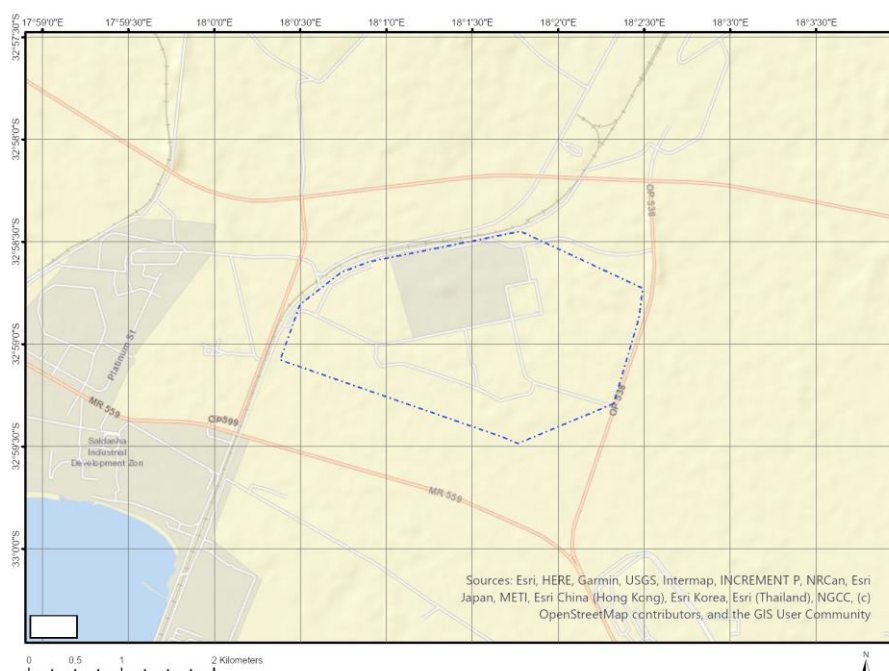 17°59'0"E 17°59'30"E 18°0'0"E 18°0'30"E 18°1'0"E 18°1'30"E 18°2'0"E 18°2'30"E 18°3'0"E 18°3'30"E
32°57'30"S
32°58'0"S
OP 538
32°58'30"S
32°59'0"S
Platinum St
MR 559
OP599
OP 538
32°59'30"S
Saldanha
Industrial
Development Zon
MR 559
33°0'0"S
Sources: Esri, HERE, Garmin, USGS, Intermap, INCREMENT P, NRCan, Esri
Japan, METI, Esri China (Hong Kong), Esri Korea, Esri (Thailand), NGCC, (c)
OpenStreetMap contributors, and the GIS User Community
0 0.5 1 2 Kilometers
N